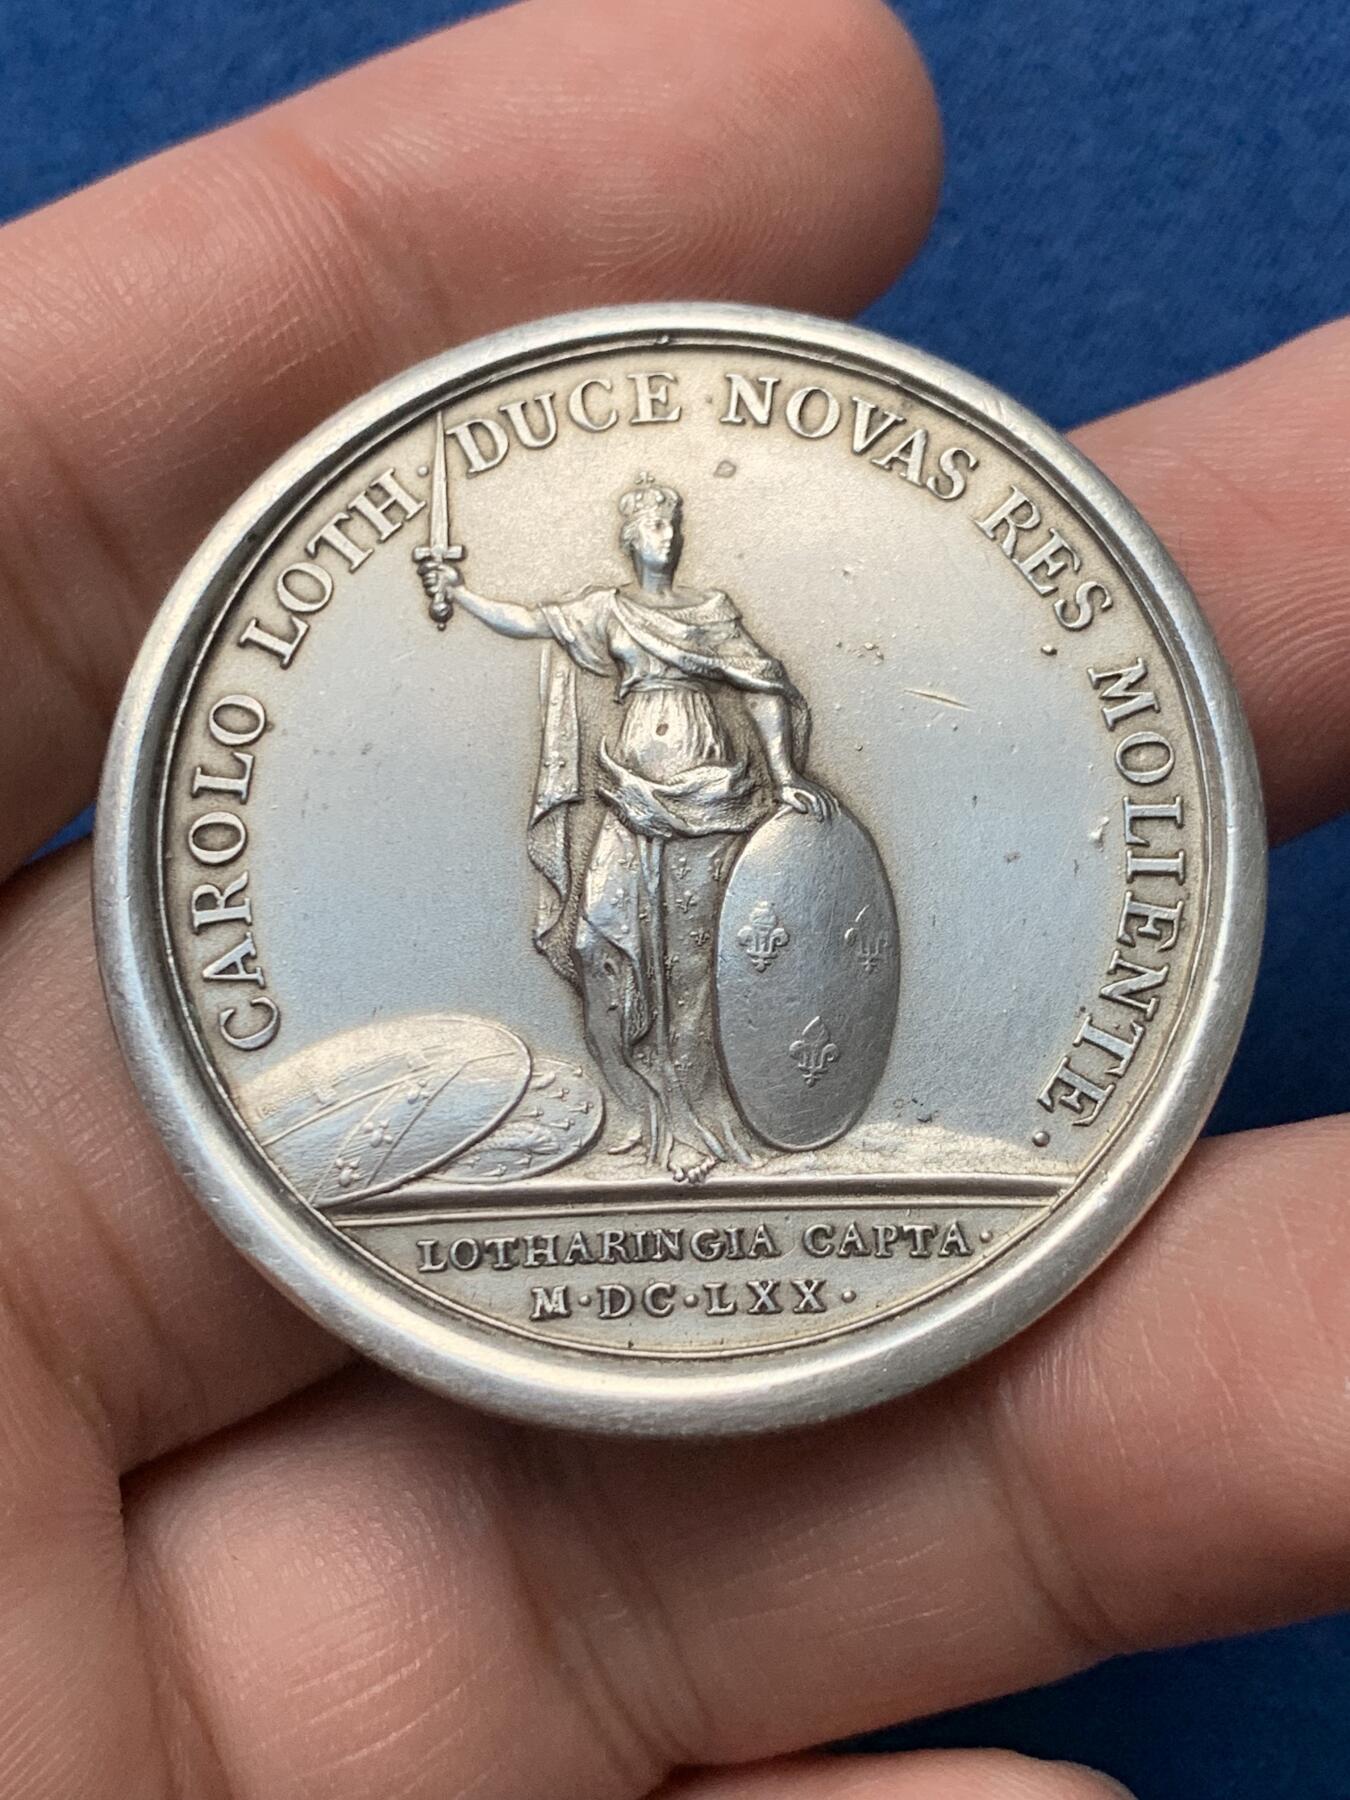 CAROLO LOTH· DUCE NOVAS RES MOLIENTE.
LOTHARINGIA CAPTA·
M·DC·LXX·